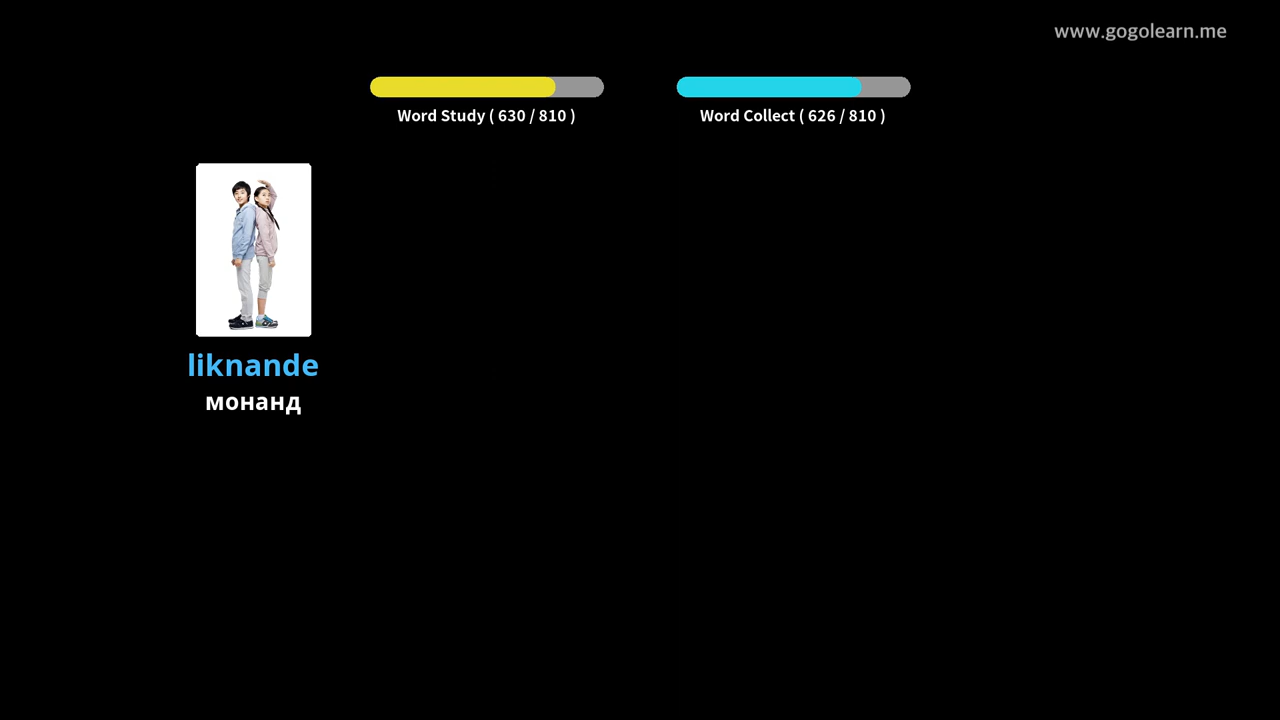 www.gogolearn.me
Word Study ( 630 / 810 )
Word Collect ( 626 / 810 )
liknande
монанд